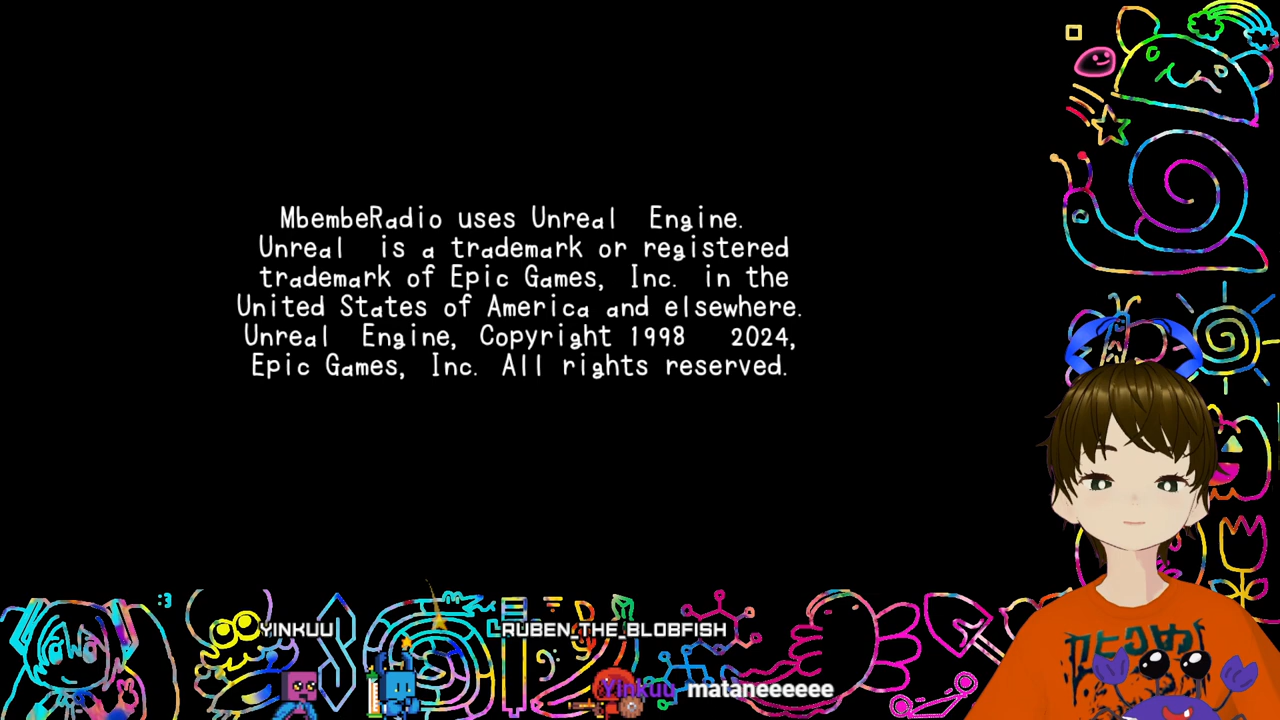 MbembeRadio uses Unreal Engine.
Unreal is a trademark or registered
trademark of Epic Games, Inc. in the
United States of America and elsewhere.
Unreal Engine, Copyright 1998 2024,
Epic Games, Inc. All rights reserved.
:3
YINKUU
RUBEN_THE_BLOBFISH
Yinkuu mataneeeeee